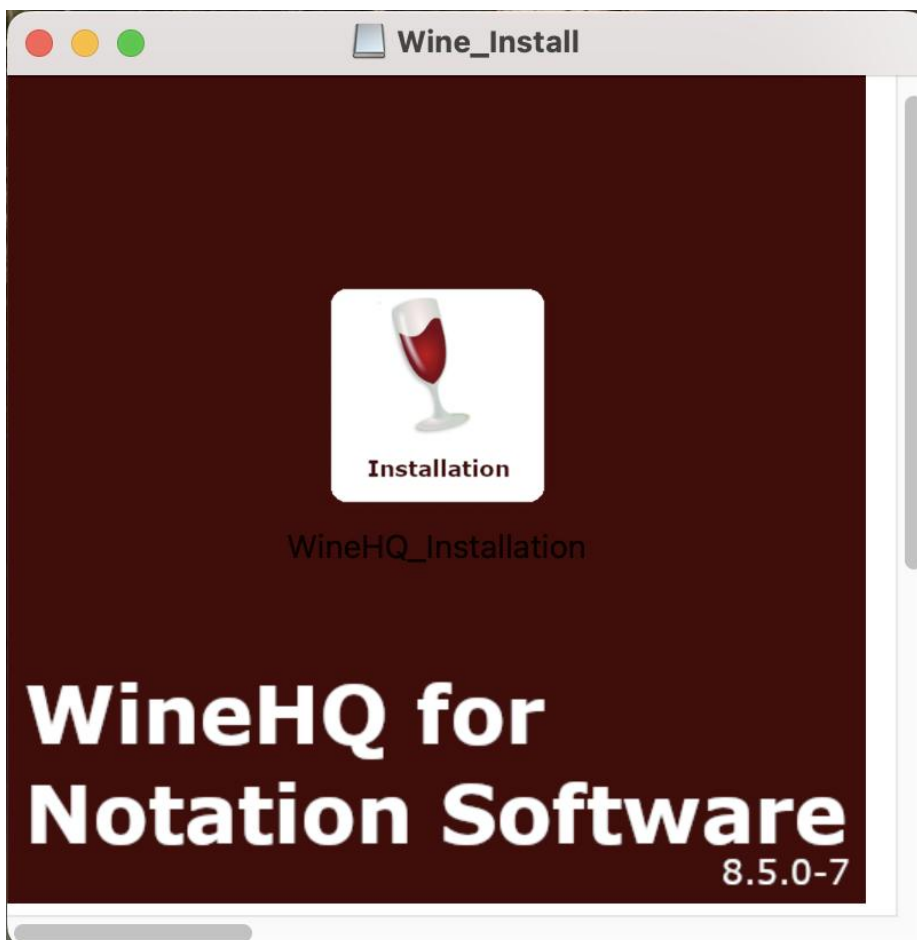 Wine_Install
Installation
WineHQ_Installation
WineHQ for
Notation Software
8.5.0-7